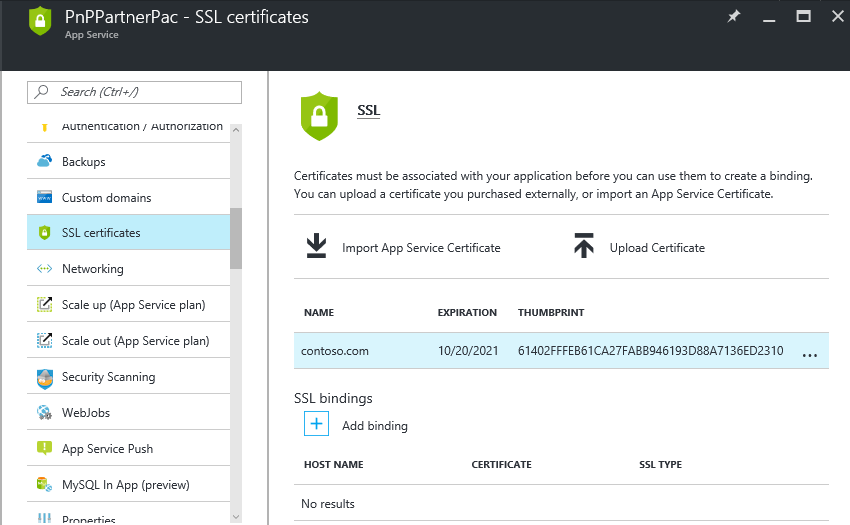 PnPPartnerPac - SSL certificates
App Service
Search (Ctrl+/)
Authentication / Authorization
Backups
Custom domains
SSL certificates
Networking
Scale up (App Service plan)
Scale out (App Service plan)
Security Scanning
WebJobs
App Service Push
MySQL In App (preview)
Properties
SSL
Certificates must be associated with your application before you can use them to create a binding.
You can upload a certificate you purchased externally, or import an App Service Certificate.
Import App Service Certificate
Upload Certificate
NAME EXPIRATION THUMBPRINT
contoso.com 10/20/2021 61402FFFEB61CA27FABB946193D88A7136ED2310 ...
SSL bindings
Add binding
HOST NAME CERTIFICATE SSL TYPE
No results